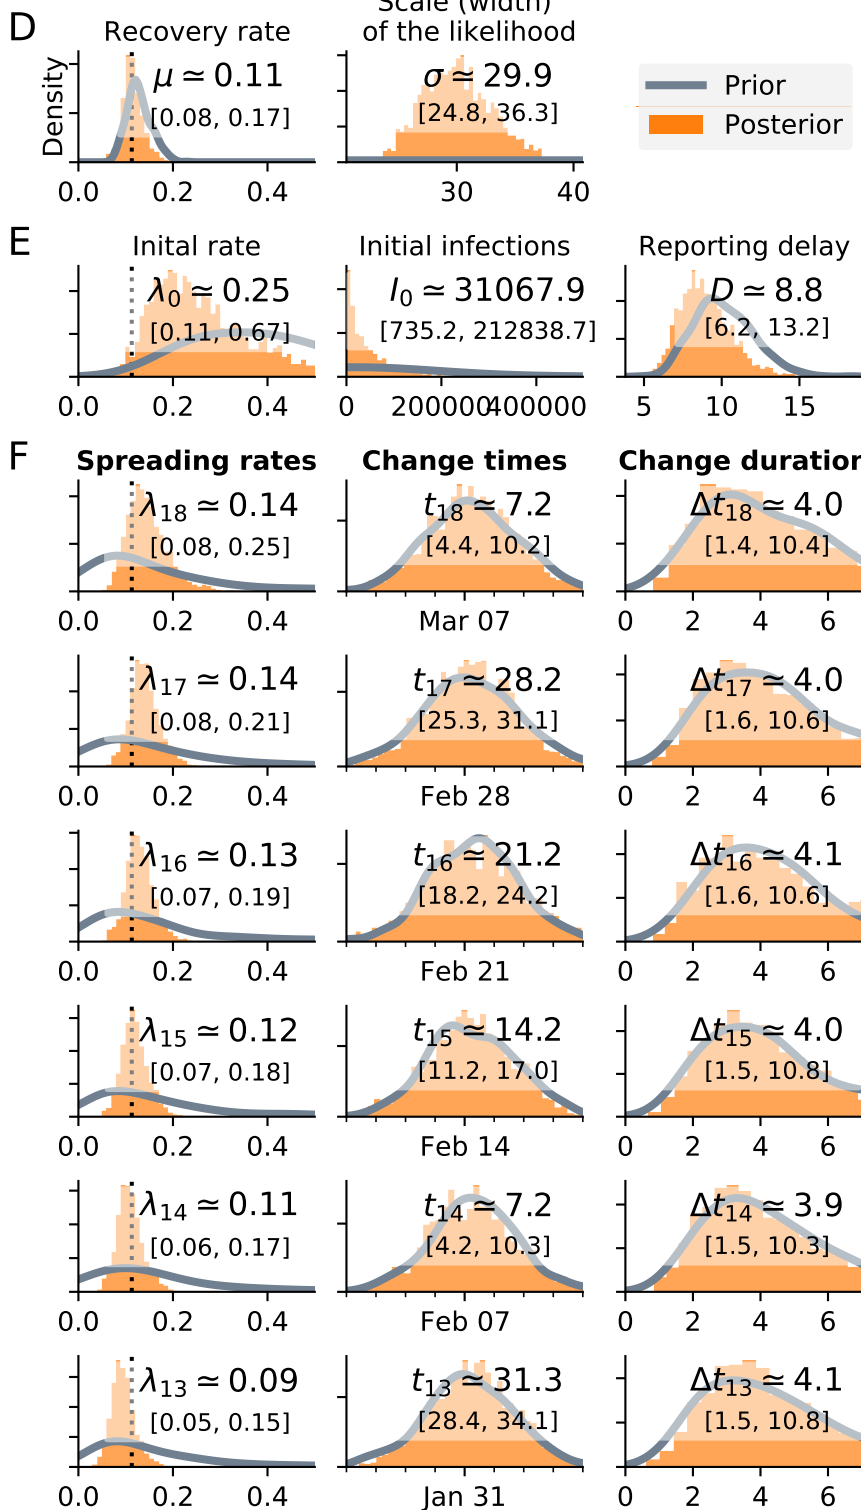 D
Scale (width)
Recovery rate
of the likelihood
Density
μ ≃ 0.11
[0.08, 0.17]
σ ≃ 29.9
[24.8, 36.3]
Prior
Posterior
0.0 0.2 0.4
30 40
E
Inital rate
Initial infections
Reporting delay
λ0 ≃ 0.25
[0.11, 0.67]
I0 ≃ 31067.9
[735.2, 212838.7]
D ≃ 8.8
[6.2, 13.2]
0.0 0.2 0.4
0 200000 400000
5 10 15
F
Spreading rates
Change times
Change duration
λ18 ≃ 0.14
[0.08, 0.25]
t18 ≃ 7.2
[4.4, 10.2]
Δt18 ≃ 4.0
[1.4, 10.4]
0.0 0.2 0.4
Mar 07
0 2 4 6
λ17 ≃ 0.14
[0.08, 0.21]
t17 ≃ 28.2
[25.3, 31.1]
Δt17 ≃ 4.0
[1.6, 10.6]
0.0 0.2 0.4
Feb 28
0 2 4 6
λ16 ≃ 0.13
[0.07, 0.19]
t16 ≃ 21.2
[18.2, 24.2]
Δt16 ≃ 4.1
[1.6, 10.6]
0.0 0.2 0.4
Feb 21
0 2 4 6
λ15 ≃ 0.12
[0.07, 0.18]
t15 ≃ 14.2
[11.2, 17.0]
Δt15 ≃ 4.0
[1.5, 10.8]
0.0 0.2 0.4
Feb 14
0 2 4 6
λ14 ≃ 0.11
[0.06, 0.17]
t14 ≃ 7.2
[4.2, 10.3]
Δt14 ≃ 3.9
[1.5, 10.3]
0.0 0.2 0.4
Feb 07
0 2 4 6
λ13 ≃ 0.09
[0.05, 0.15]
t13 ≃ 31.3
[28.4, 34.1]
Δt13 ≃ 4.1
[1.5, 10.8]
0.0 0.2 0.4
Jan 31
0 2 4 6